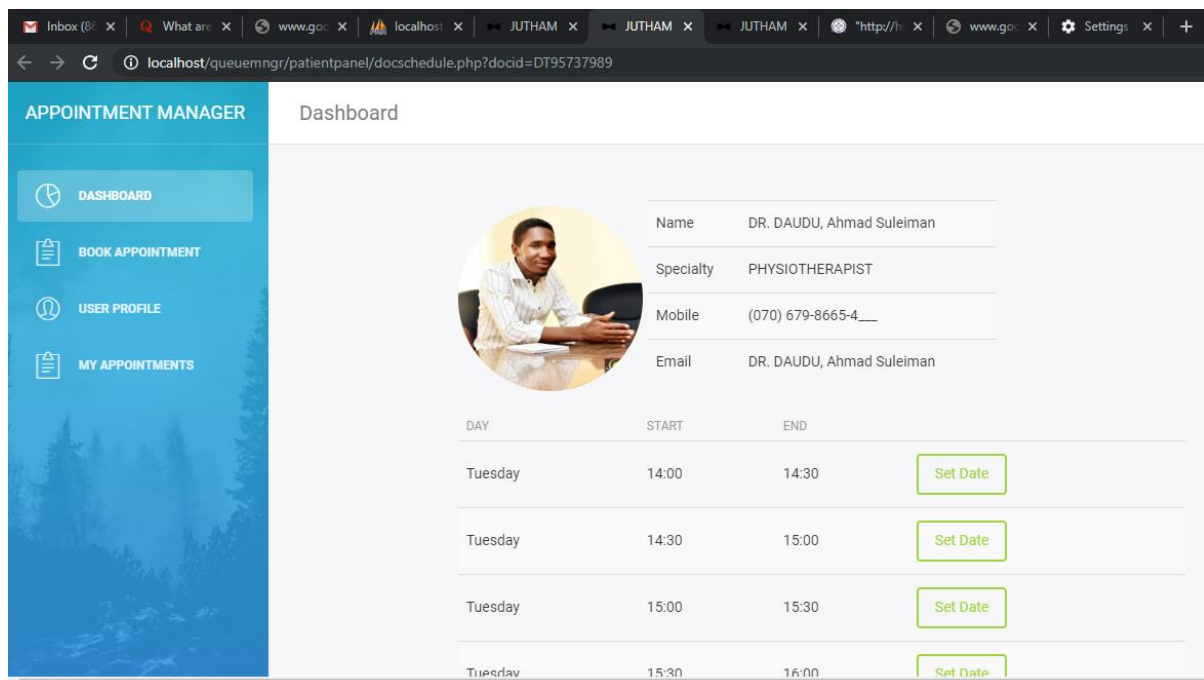 Inbox (86 What are www.goo localhost JUTHAM JUTHAM JUTHAM "http://h www.goo Settings
localhost/queuemngr/patientpanel/docschedule.php?docid=DT95737989
APPOINTMENT MANAGER
Dashboard
DASHBOARD
BOOK APPOINTMENT
USER PROFILE
MY APPOINTMENTS
Name DR. DAUDU, Ahmad Suleiman
Specialty PHYSIOTHERAPIST
Mobile (070) 679-8665-4___
Email DR. DAUDU, Ahmad Suleiman
DAY START END
Tuesday 14:00 14:30 Set Date
Tuesday 14:30 15:00 Set Date
Tuesday 15:00 15:30 Set Date
Tuesday 15:30 16:00 Set Date